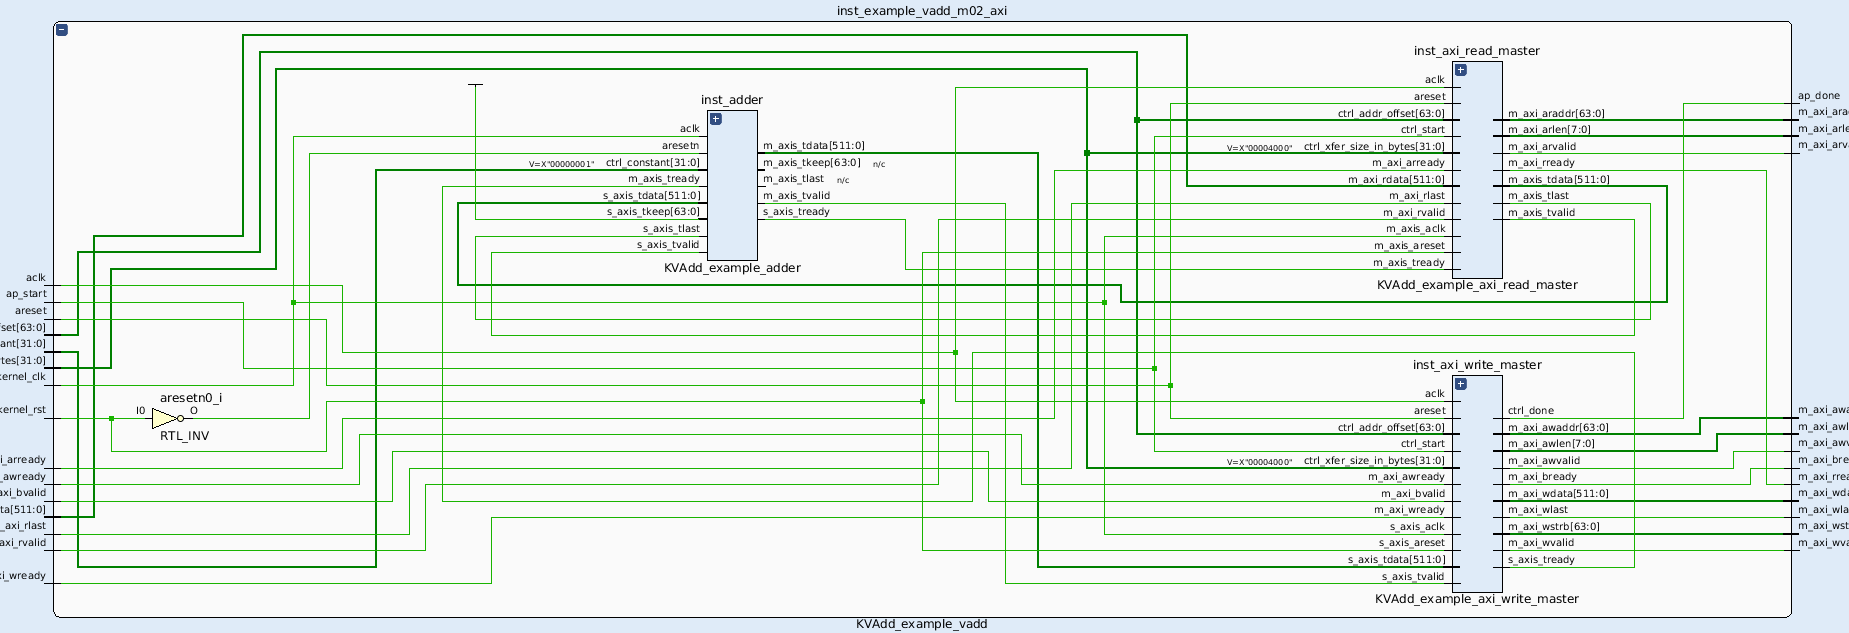 inst_example_vadd_m02_axi
inst_axi_read_master
aclk
areset
ctrl_addr_offset[63:0]
ctrl_start
V=X"00004000" ctrl_xfer_size_in_bytes[31:0]
m_axi_arready
m_axi_rdata[511:0]
m_axi_rlast
m_axi_rvalid
m_axis_aclk
m_axis_areset
m_axis_tready
m_axi_araddr[63:0]
m_axi_arlen[7:0]
m_axi_arvalid
m_axi_rready
m_axis_tdata[511:0]
m_axis_tlast
m_axis_tvalid
KVAdd_example_axi_read_master
inst_adder
aclk
aresetn
V=X"00000001" ctrl_constant[31:0]
m_axis_tready
s_axis_tdata[511:0]
s_axis_tkeep[63:0]
s_axis_tlast
s_axis_tvalid
m_axis_tdata[511:0]
m_axis_tkeep[63:0] n/c
m_axis_tlast n/c
m_axis_tvalid
s_axis_tready
KVAdd_example_adder
aclk
ap_start
areset
fset[63:0]
ant[31:0]
tes[31:0]
kernel_clk
kernel_rst
i_arready
awready
axi_bvalid
ta[511:0]
_axi_rlast
axi_rvalid
i_wready
aresetn0_i
I0
O
RTL_INV
inst_axi_write_master
aclk
areset
ctrl_addr_offset[63:0]
ctrl_start
V=X"00004000" ctrl_xfer_size_in_bytes[31:0]
m_axi_awready
m_axi_bvalid
m_axi_wready
s_axis_aclk
s_axis_areset
s_axis_tdata[511:0]
s_axis_tvalid
ctrl_done
m_axi_awaddr[63:0]
m_axi_awlen[7:0]
m_axi_awvalid
m_axi_bready
m_axi_wdata[511:0]
m_axi_wlast
m_axi_wstrb[63:0]
m_axi_wvalid
s_axis_tready
KVAdd_example_axi_write_master
ap_done
m_axi_ara
m_axi_arle
m_axi_arv
m_axi_awa
m_axi_awl
m_axi_awv
m_axi_bre
m_axi_rrea
m_axi_wda
m_axi_wla
m_axi_wst
m_axi_wva
KVAdd_example_vadd